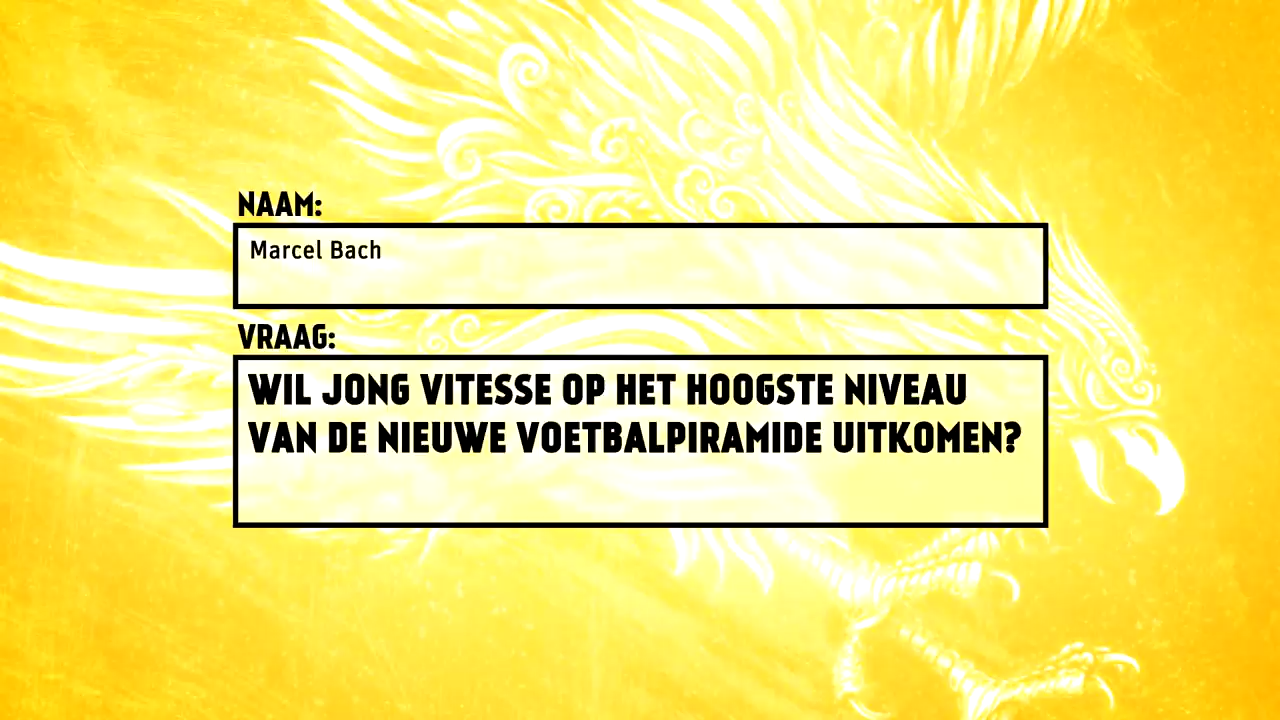 NAAM:
Marcel Bach
VRAAG:
WIL JONG VITESSE OP HET HOOGSTE NIVEAU
VAN DE NIEUWE VOETBALPIRAMIDE UITKOMEN?